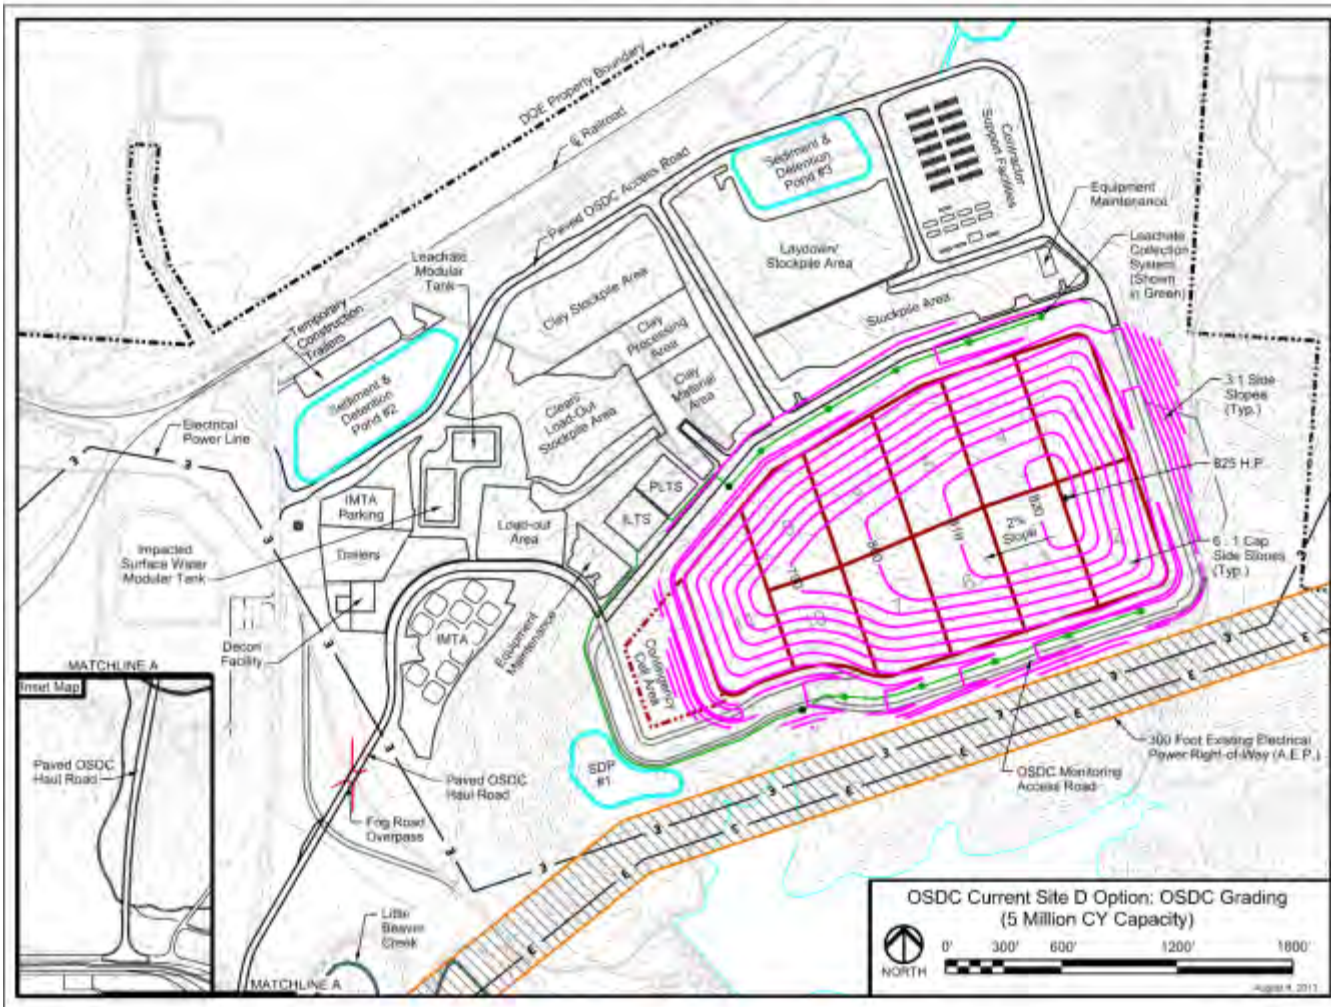 DOE Property Boundary
Railroad
Paved OSDC Access Road
Sediment &
Detention
Pond #3
Contractor
Support Facilities
Equipment
Maintenance
Leachate
Collection
System
(Shown
in Green)
Laydown/
Stockpile Area
Stockpile Area
Leachate
Modular
Tank
Clay Stockpile Area
Clay
Processing
Area
Clay
Material
Area
Temporary
Construction
Trailers
Sediment &
Detention
Pond #2
Clean/
Load-Out
Stockpile Area
Electrical
Power Line
3:1 Side
Slopes
(Typ.)
825 H.P.
820
810
800
790
2%
Slope
6 : 1 Cap
Side Slopes
(Typ.)
PLTS
ILTS
IMTA
Parking
Load-out
Area
Trailers
Impacted
Surface Water
Modular Tank
Decon
Facility
IMTA
Equipment
Maintenance
Contingency
Cell Area
MATCHLINE A
Inset Map
Paved OSDC
Haul Road
SDP
#1
Paved OSDC
Haul Road
Fog Road
Overpass
300 Foot Existing Electrical
Power Right-of-Way (A.E.P.)
OSDC Monitoring
Access Road
Little
Beaver
Creek
MATCHLINE A
OSDC Current Site D Option: OSDC Grading
(5 Million CY Capacity)
NORTH
0' 300' 600' 1200' 1800'